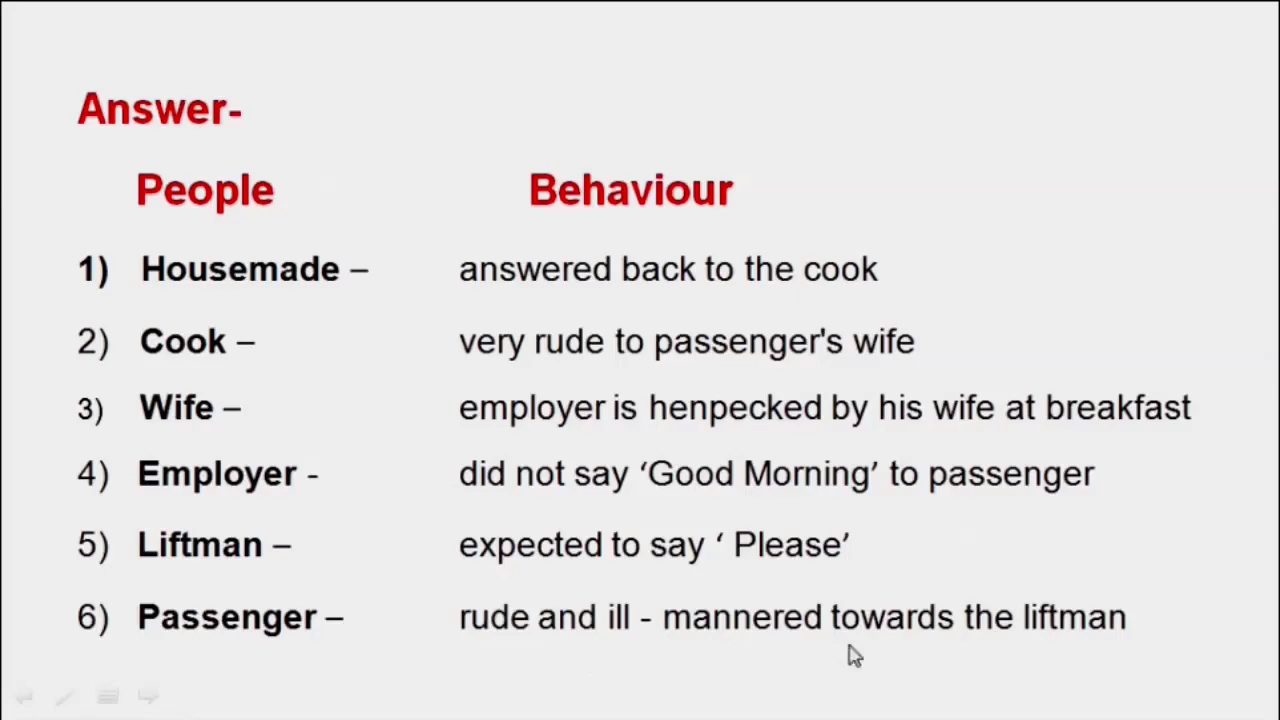 Answer-
People Behaviour
1) Housemade – answered back to the cook
2) Cook – very rude to passenger's wife
3) Wife – employer is henpecked by his wife at breakfast
4) Employer - did not say ‘Good Morning’ to passenger
5) Liftman – expected to say ‘ Please’
6) Passenger – rude and ill - mannered towards the liftman